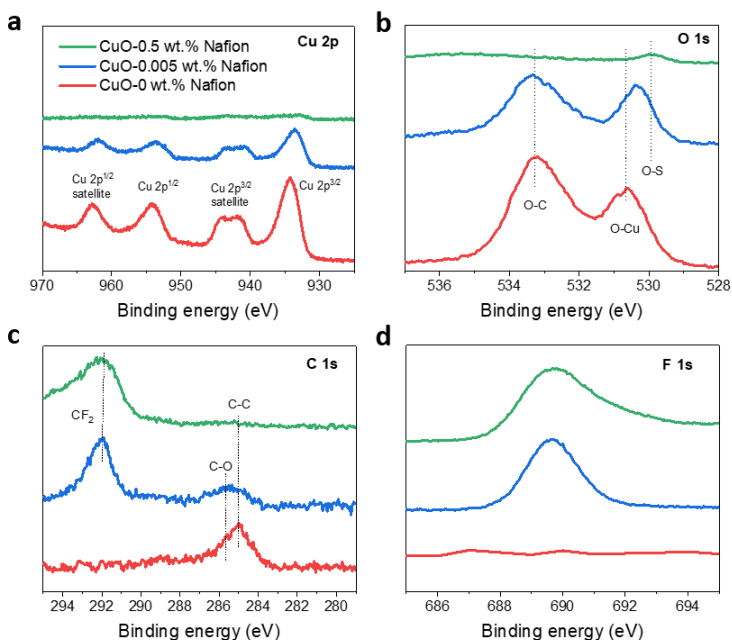 a
Cu 2p
CuO-0.5 wt.% Nafion
CuO-0.005 wt.% Nafion
CuO-0 wt.% Nafion
Cu 2p1/2
satellite
Cu 2p1/2
Cu 2p3/2
satellite
Cu 2p3/2
970 960 950 940 930
Binding energy (eV)
b
O 1s
O-C
O-Cu
O-S
536 534 532 530 528
Binding energy (eV)
c
C 1s
CF2
C-O
C-C
294 292 290 288 286 284 282 280
Binding energy (eV)
d
F 1s
686 688 690 692 694
Binding energy (eV)